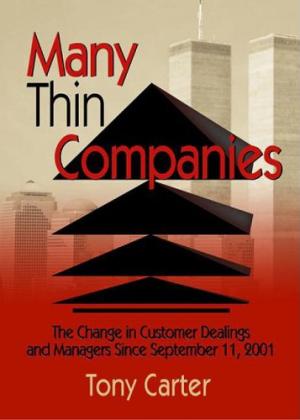 Many
Thin
Companies
The Change in Customer Dealings
and Managers Since September 11, 2001
Tony Carter